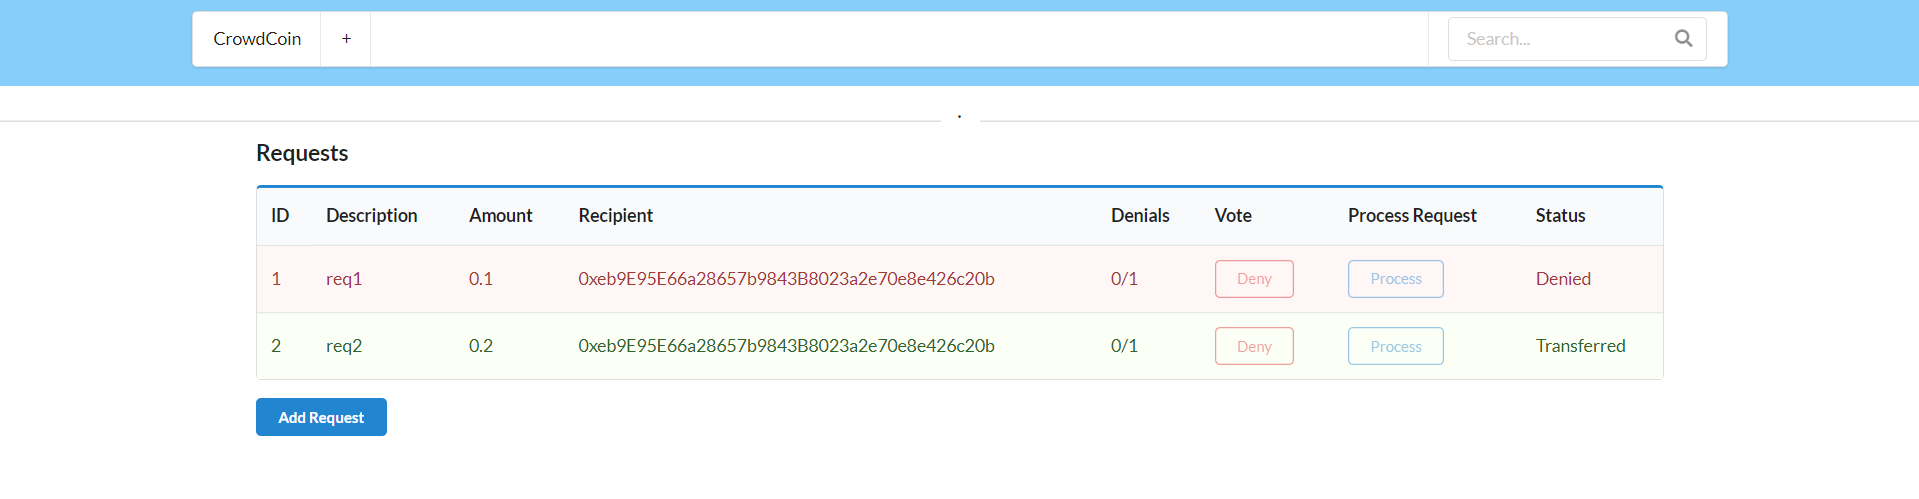 CrowdCoin + Search...
.
Requests
ID Description Amount Recipient Denials Vote Process Request Status
1 req1 0.1 0xeb9E95E66a28657b9843B8023a2e70e8e426c20b 0/1 Deny Process Denied
2 req2 0.2 0xeb9E95E66a28657b9843B8023a2e70e8e426c20b 0/1 Deny Process Transferred
Add Request